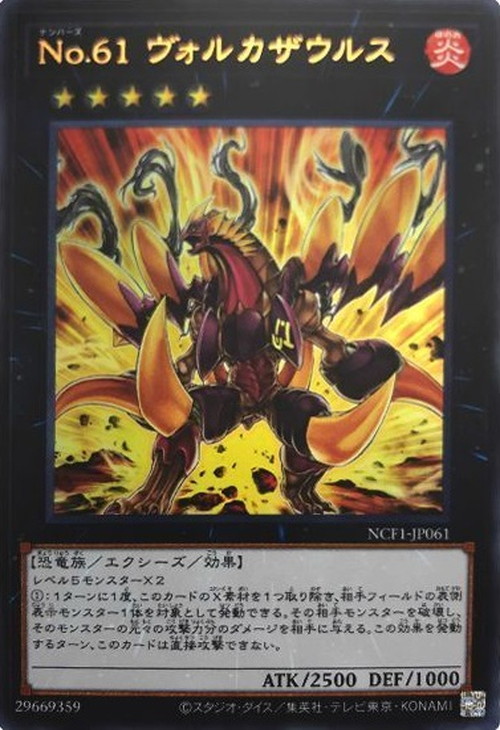 ナンバーズ
No.61 ヴォルカザウルス
炎
61
NCF1-JP061
【恐竜族／エクシーズ／効果】
レベル５モンスター×２
①：１ターンに１度、このカードのX素材を１つ取り除き、相手フィールドの表側
表示モンスター１体を対象として発動できる。その相手モンスターを破壊し、
そのモンスターの元々の攻撃力分のダメージを相手に与える。この効果を発動
するターン、このカードは直接攻撃できない。
ATK/2500 DEF/1000
29669359
©スタジオ・ダイス／集英社・テレビ東京・KONAMI